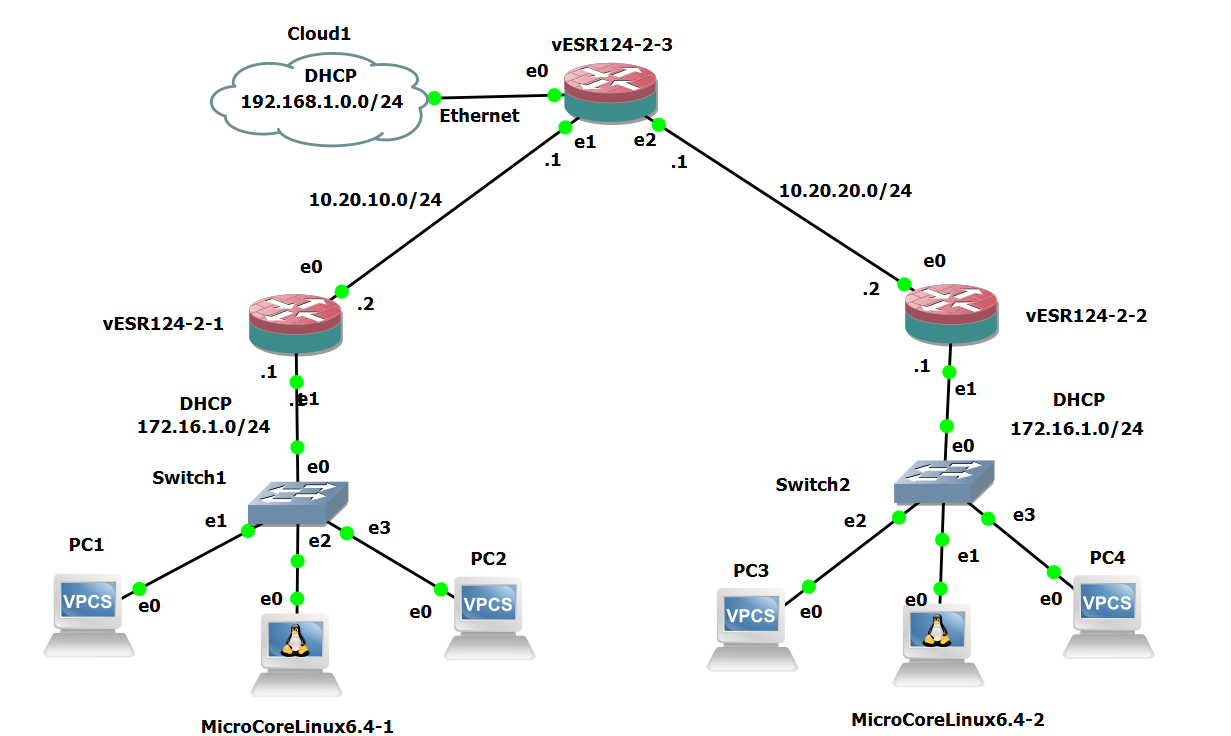 Cloud1
vESR124-2-3
DHCP
e0
192.168.1.0.0/24
Ethernet
e1
e2
.1
.1
10.20.10.0/24
10.20.20.0/24
e0
e0
.2
.2
vESR124-2-1
vESR124-2-2
.1
.1
.1
e1
e1
DHCP
172.16.1.0/24
DHCP
172.16.1.0/24
e0
e0
Switch1
Switch2
e1
e2
e3
e2
e1
e3
PC1
PC2
PC3
PC4
VPCS
VPCS
VPCS
VPCS
e0
e0
e0
e0
e0
e0
MicroCoreLinux6.4-1
MicroCoreLinux6.4-2